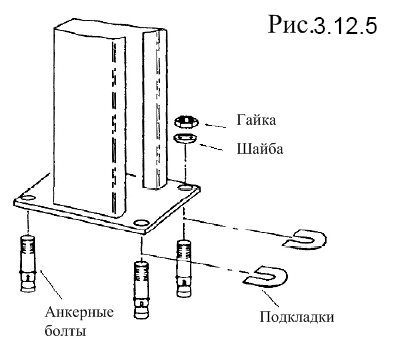 Рис.3.12.5
Гайка
Шайба
Анкерные
болты
Подкладки